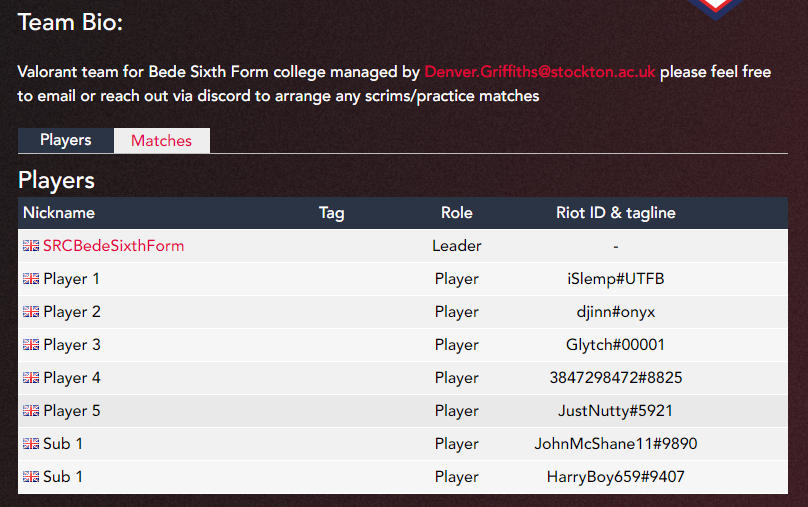 Team Bio:
Valorant team for Bede Sixth Form college managed by Denver.Griffiths@stockton.ac.uk please feel free
to email or reach out via discord to arrange any scrims/practice matches
Players Matches
Players
Nickname Tag Role Riot ID & tagline
SRCBedeSixthForm Leader -
Player 1 Player iSlemp#UTFB
Player 2 Player djinn#onyx
Player 3 Player Glytch#00001
Player 4 Player 3847298472#8825
Player 5 Player JustNutty#5921
Sub 1 Player JohnMcShane11#9890
Sub 1 Player HarryBoy659#9407